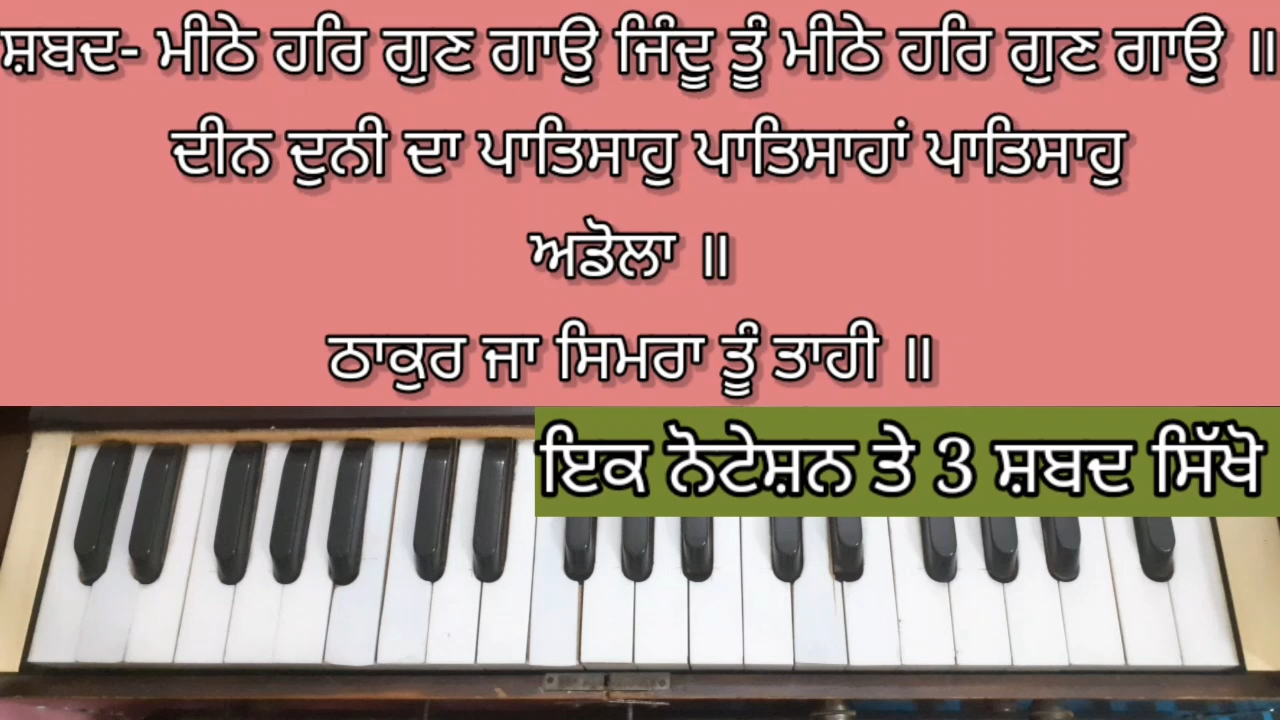 ਸ਼ਬਦ- ਮੀਠੇ ਹਰਿ ਗੁਣ ਗਾਉ ਜਿੰਦੂ ਤੂੰ ਮੀਠੇ ਹਰਿ ਗੁਣ ਗਾਉ ॥
ਦੀਨ ਦੁਨੀ ਦਾ ਪਾਤਿਸਾਹੁ ਪਾਤਿਸਾਹਾਂ ਪਾਤਿਸਾਹੁ
ਅਡੋਲਾ ॥
ਠਾਕੁਰ ਜਾ ਸਿਮਰਾ ਤੂੰ ਤਾਹੀ ॥
ਇਕ ਨੋਟੇਸ਼ਨ ਤੇ 3 ਸ਼ਬਦ ਸਿੱਖੋ